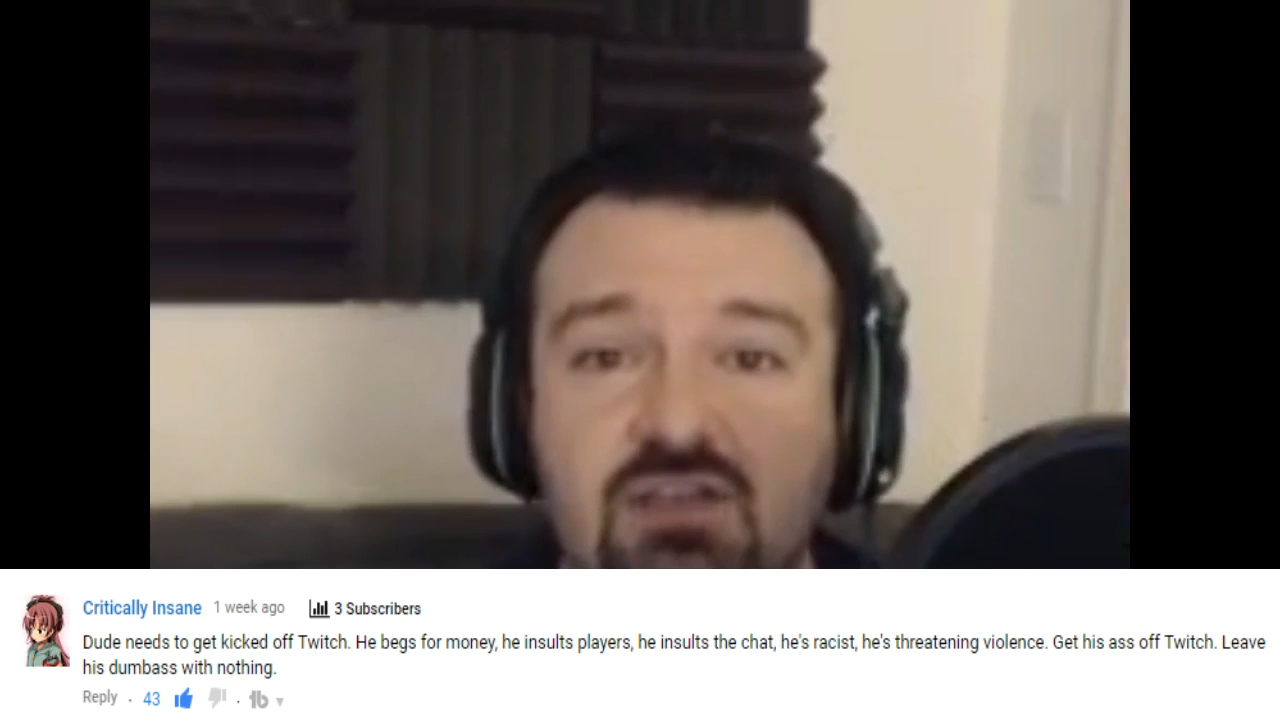 Critically Insane 1 week ago 3 Subscribers
Dude needs to get kicked off Twitch. He begs for money, he insults players, he insults the chat, he's racist, he's threatening violence. Get his ass off Twitch. Leave
his dumbass with nothing.
Reply · 43 · tb